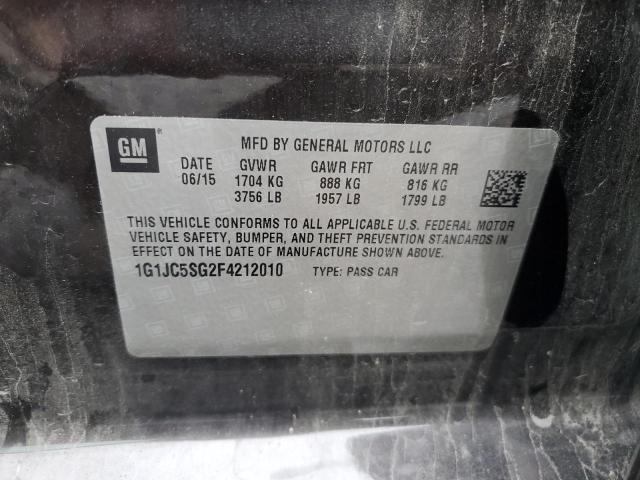 GM
MFD BY GENERAL MOTORS LLC
DATE GVWR GAWR FRT GAWR RR
06/15 1704 KG 888 KG 816 KG
3756 LB 1957 LB 1799 LB
THIS VEHICLE CONFORMS TO ALL APPLICABLE U.S. FEDERAL MOTOR
VEHICLE SAFETY, BUMPER, AND THEFT PREVENTION STANDARDS IN
EFFECT ON THE DATE OF MANUFACTURE SHOWN ABOVE.
1G1JC5SG2F4212010 TYPE: PASS CAR